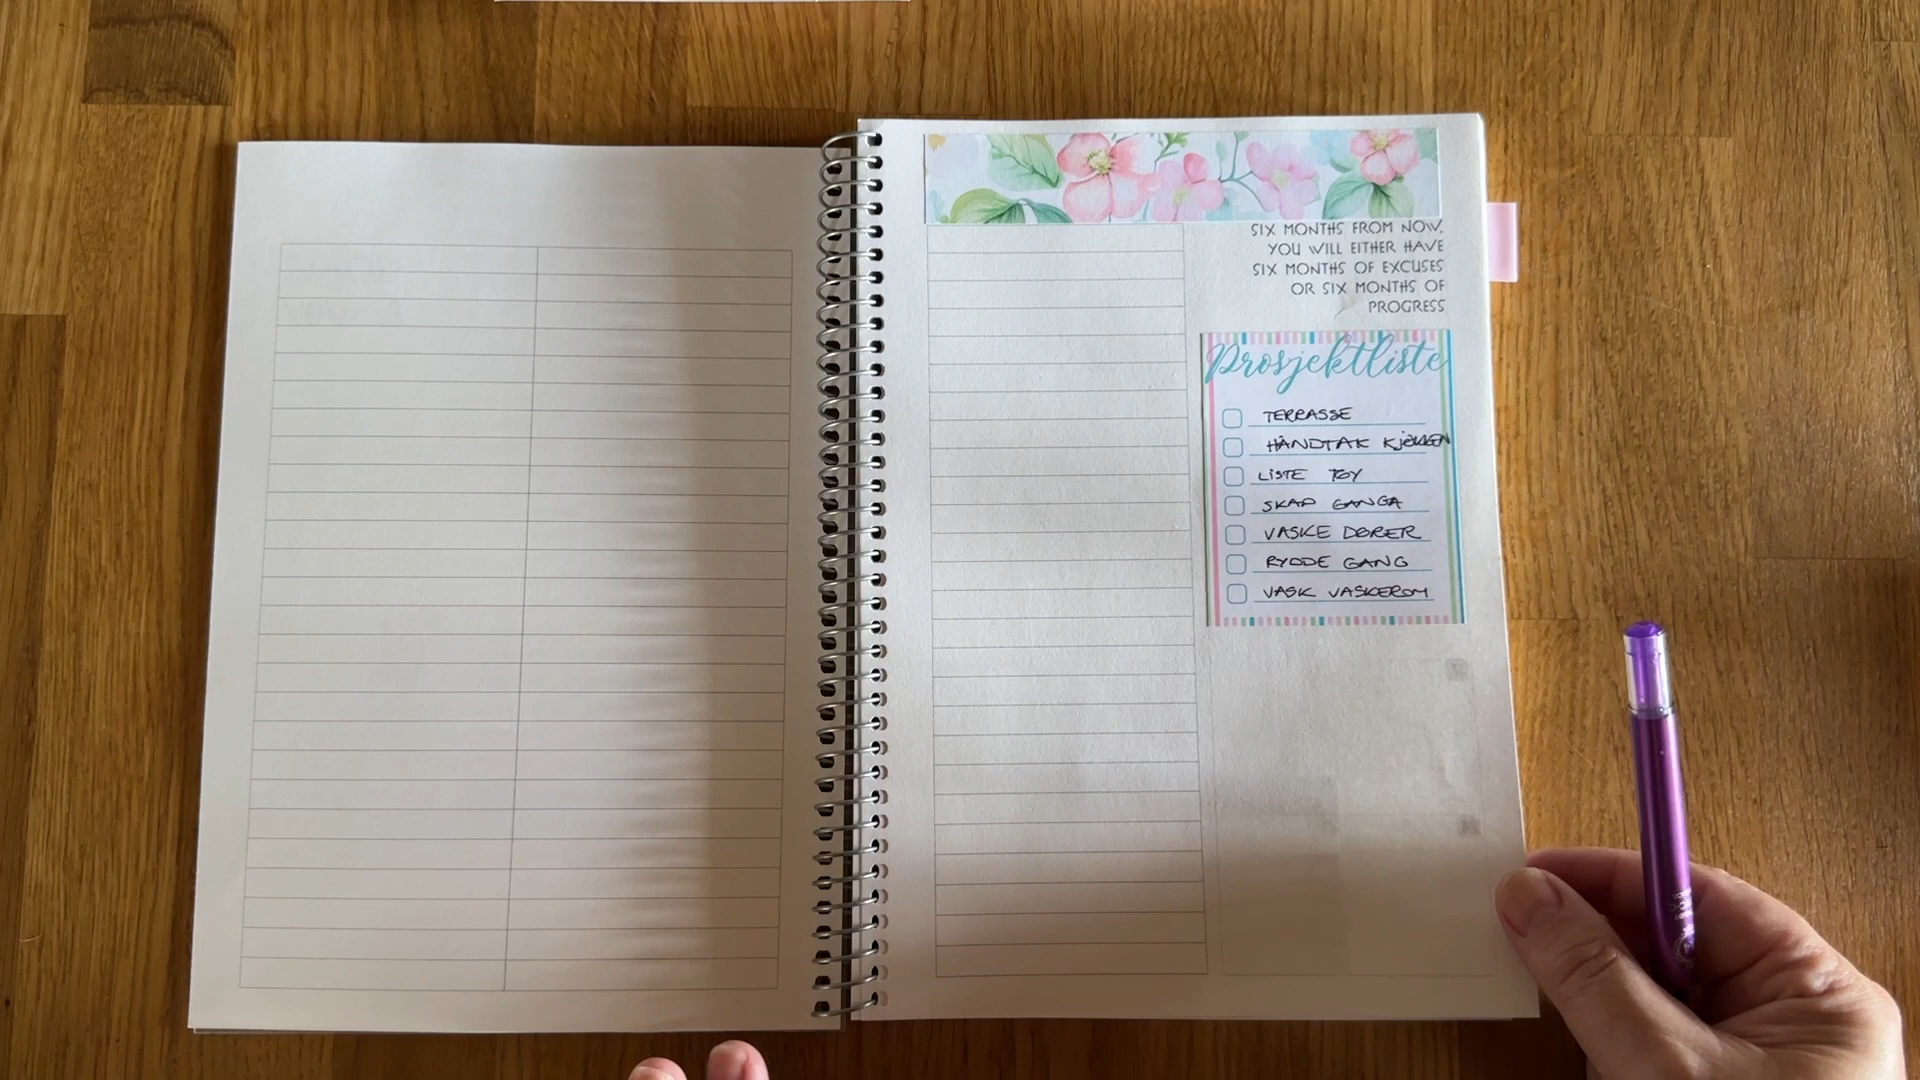 SIX MONTHS FROM NOW,
YOU WILL EITHER HAVE
SIX MONTHS OF EXCUSES
OR SIX MONTHS OF
PROGRESS
Prosjektliste
TERRASSE
HÅNDTAK KJØKKEN
LISTE TØY
SKAP GANGA
VASKE DØRER
RYDDE GANG
VASK VASKEROM